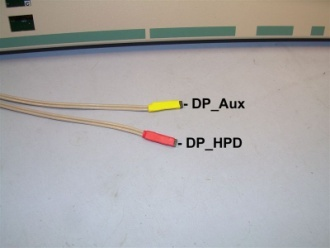 - DP_Aux
- DP_HPD